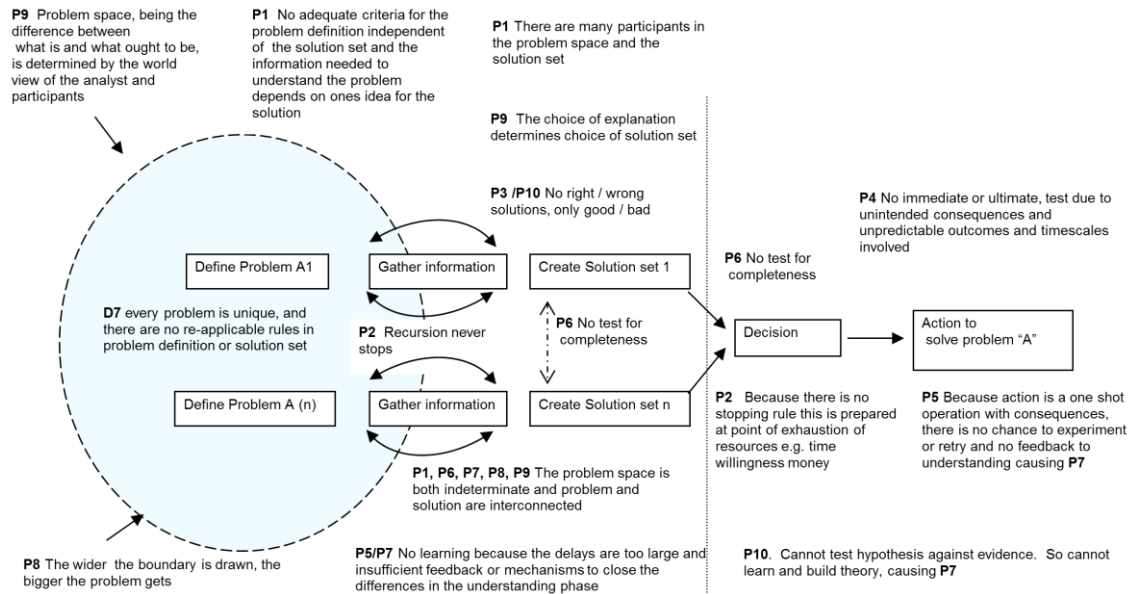 P9 Problem space, being the
difference between
what is and what ought to be,
is determined by the world
view of the analyst and
participants
P1 No adequate criteria for the
problem definition independent
of the solution set and the
information needed to
understand the problem
depends on ones idea for the
solution
P1 There are many participants in
the problem space and the
solution set
P9 The choice of explanation
determines choice of solution set
P3 /P10 No right / wrong
solutions, only good / bad
P4 No immediate or ultimate, test due to
unintended consequences and
unpredictable outcomes and timescales
involved
Define Problem A1
Gather information
Create Solution set 1
P6 No test for
completeness
D7 every problem is unique, and
there are no re-applicable rules in
problem definition or solution set
P2 Recursion never
stops
P6 No test for
completeness
Decision
Action to
solve problem “A”
Define Problem A (n)
Gather information
Create Solution set n
P2 Because there is no
stopping rule this is prepared
at point of exhaustion of
resources e.g. time
willingness money
P5 Because action is a one shot
operation with consequences,
there is no chance to experiment
or retry and no feedback to
understanding causing P7
P1, P6, P7, P8, P9 The problem space is
both indeterminate and problem and
solution are interconnected
P8 The wider the boundary is drawn, the
bigger the problem gets
P5/P7 No learning because the delays are too large and
insufficient feedback or mechanisms to close the
differences in the understanding phase
P10. Cannot test hypothesis against evidence. So cannot
learn and build theory, causing P7